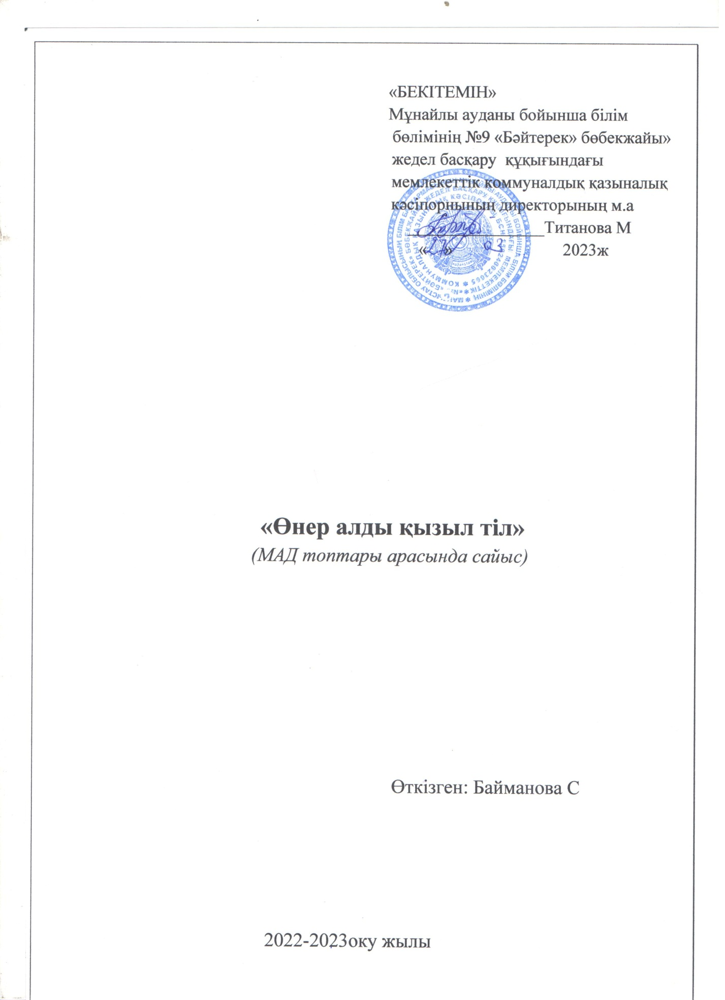 «БЕКІТЕМІН»
Мұнайлы ауданы бойынша білім
бөлімінің №9 «Бәйтерек» бөбекжайы»
жедел басқару құқығындағы
мемлекеттік коммуналдық қазыналық
кәсіпорнының директорының м.а
Титанова М
«27» 03 2023ж
«Өнер алды қызыл тіл»
(МАД топтары арасында сайыс)
Өткізген: Байманова С
2022-2023оку жылы